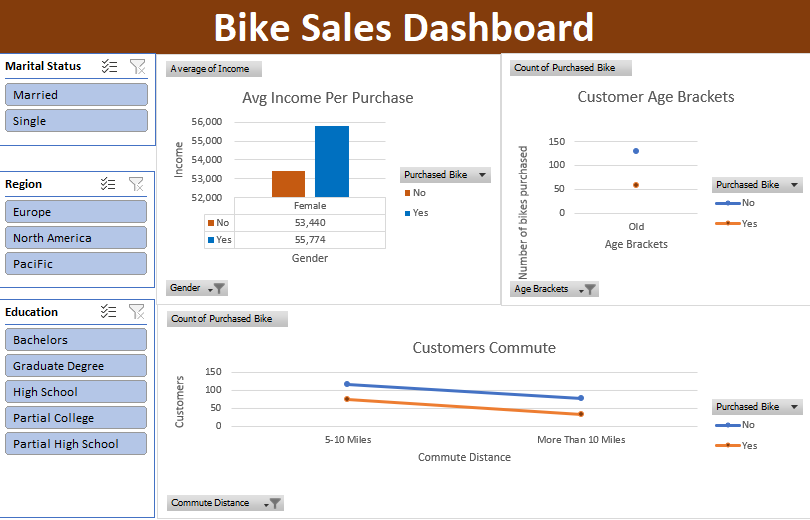 Bike Sales Dashboard
Marital Status
Married
Single
Region
Europe
North America
PaciFic
Education
Bachelors
Graduate Degree
High School
Partial College
Partial High School
Average of Income
Avg Income Per Purchase
Income
56,000
55,000
54,000
53,000
52,000
Female
No 53,440
Yes 55,774
Gender
Purchased Bike
No
Yes
Gender
Count of Purchased Bike
Customer Age Brackets
Number of bikes purchased
150
100
50
0
Old
Age Brackets
Purchased Bike
No
Yes
Age Brackets
Count of Purchased Bike
Customers Commute
Customers
150
100
50
0
5-10 Miles More Than 10 Miles
Commute Distance
Purchased Bike
No
Yes
Commute Distance